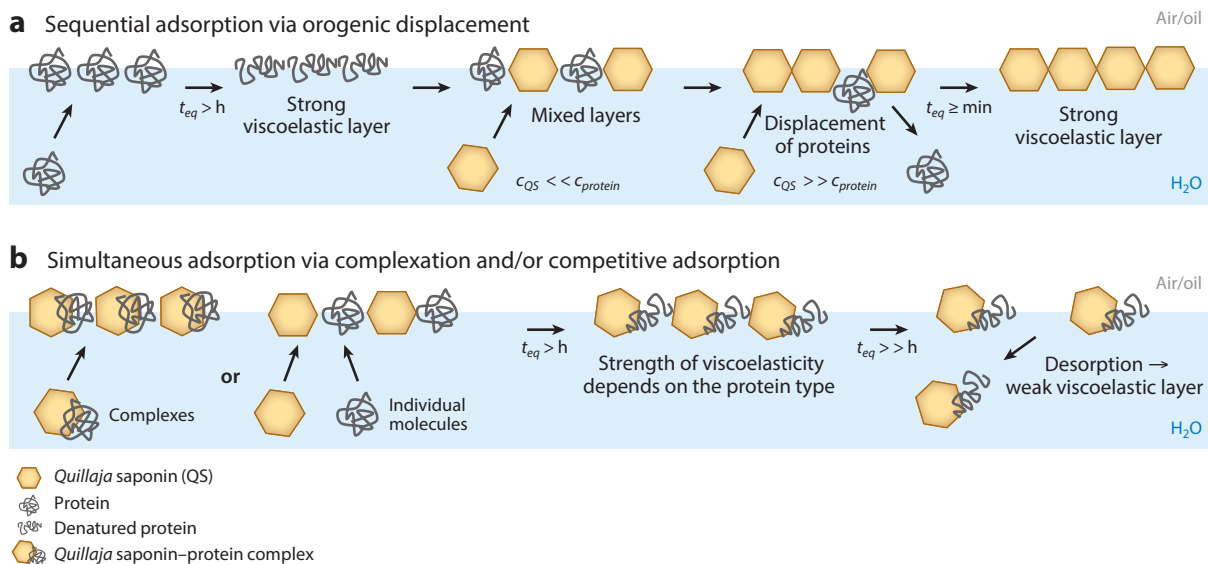 a Sequential adsorption via orogenic displacement
Air/oil
t_eq > h
Strong
viscoelastic layer
Mixed layers
c_QS << c_protein
Displacement
of proteins
c_QS >> c_protein
t_eq ≥ min
Strong
viscoelastic layer
H₂O
b Simultaneous adsorption via complexation and/or competitive adsorption
Air/oil
Complexes
or
Individual
molecules
t_eq > h
Strength of viscoelasticity
depends on the protein type
t_eq >> h
Desorption →
weak viscoelastic layer
H₂O
Quillaja saponin (QS)
Protein
Denatured protein
Quillaja saponin–protein complex